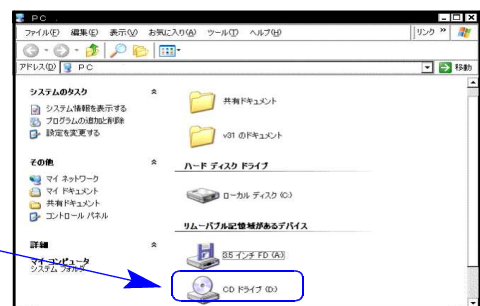 PC .
ファイル(F) 編集(E) 表示(V) お気に入り(A) ツール(T) ヘルプ(H) リンク »
アドレス(D) PC 移動
システムのタスク
システム情報を表示する
プログラムの追加と削除
設定を変更する
その他
マイ ネットワーク
マイ ドキュメント
共有ドキュメント
コントロール パネル
詳細
マイ コンピュータ
システム フォルダ
共有ドキュメント
v31 のドキュメント
ハード ディスク ドライブ
ローカル ディスク (C:)
リムーバブル記憶域があるデバイス
3.5 インチ FD (A:)
CD ドライブ (D:)